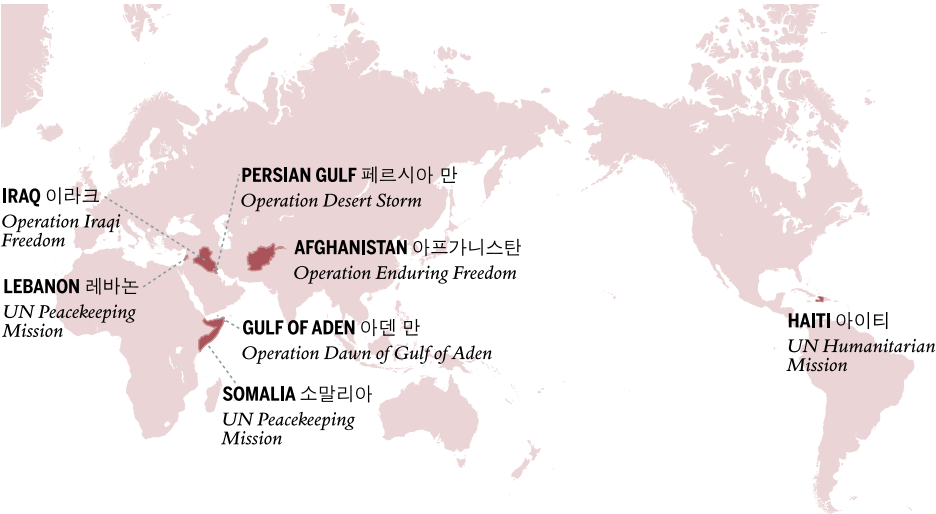 PERSIAN GULF 페르시아 만
Operation Desert Storm
IRAQ 이라크
Operation Iraqi
Freedom
AFGHANISTAN 아프가니스탄
Operation Enduring Freedom
LEBANON 레바논
UN Peacekeeping
Mission
GULF OF ADEN 아덴 만
Operation Dawn of Gulf of Aden
HAITI 아이티
UN Humanitarian
Mission
SOMALIA 소말리아
UN Peacekeeping
Mission